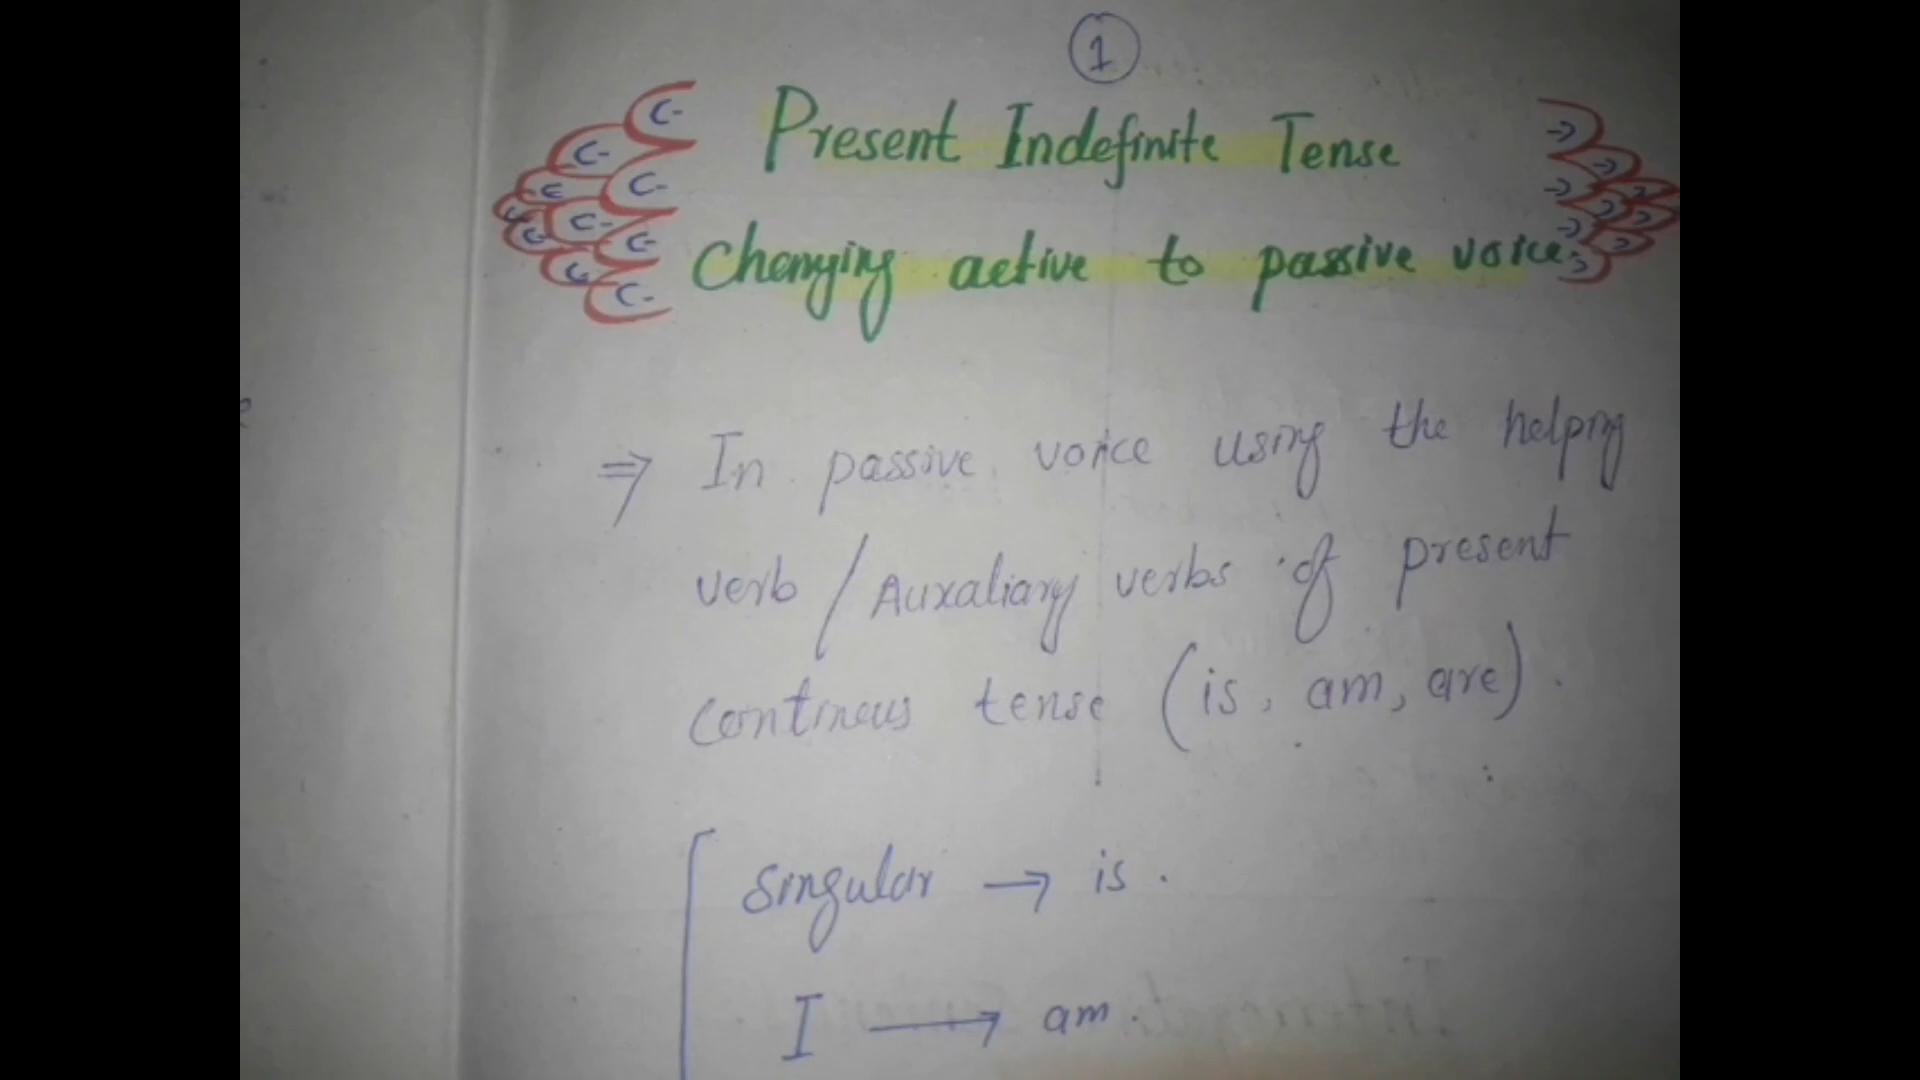 1
Present Indefinite Tense
Changing active to passive voice.
⇒ In passive voice using the helping
verb / Auxaliary verbs of present
continous tense (is, am, are).
singular → is.
I → am.